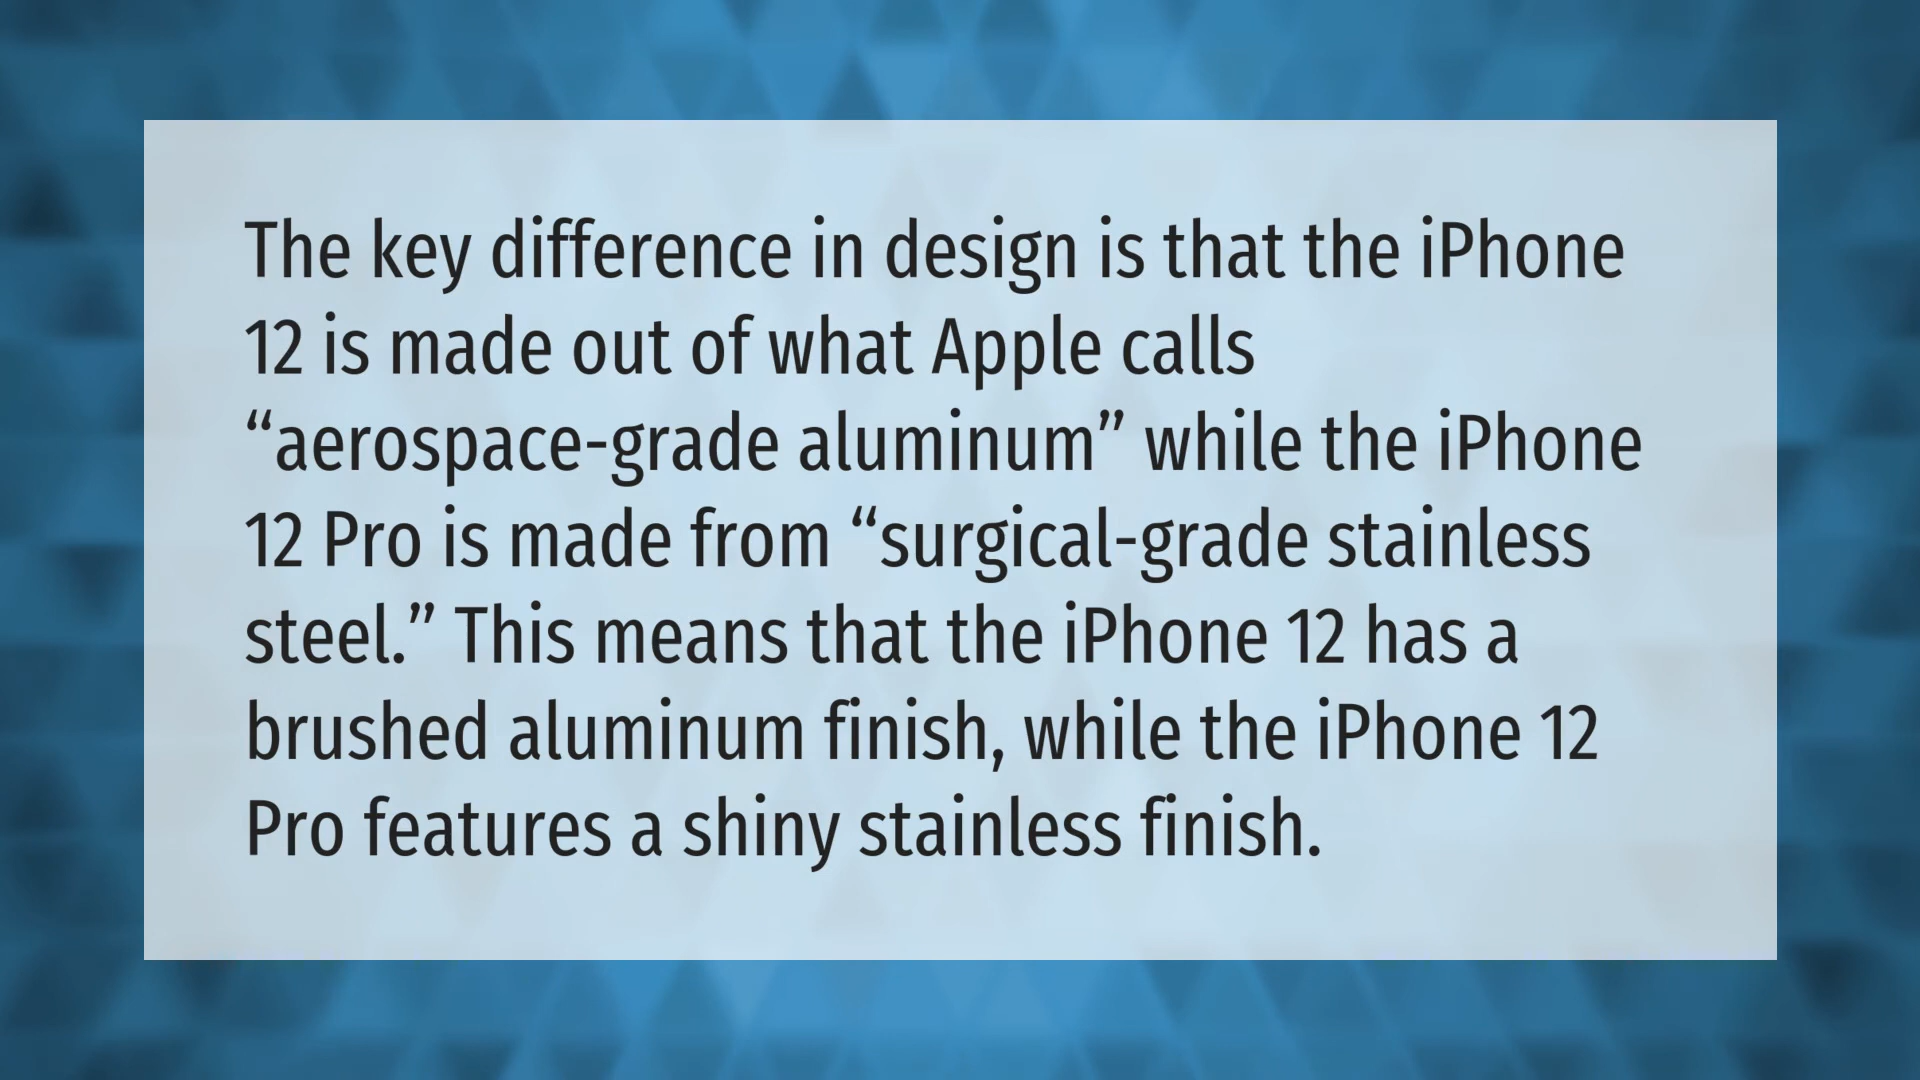 The key difference in design is that the iPhone
12 is made out of what Apple calls
“aerospace-grade aluminum” while the iPhone
12 Pro is made from “surgical-grade stainless
steel.” This means that the iPhone 12 has a
brushed aluminum finish, while the iPhone 12
Pro features a shiny stainless finish.